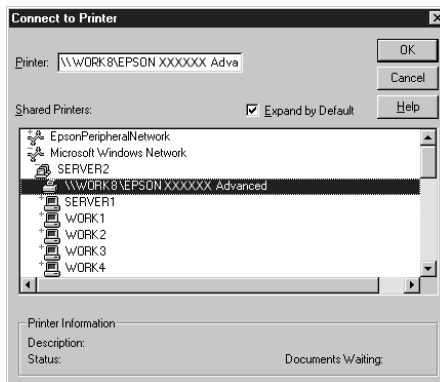 Connect to Printer
Printer: \\WORK8\EPSON XXXXXX Adva
OK
Cancel
Help
Shared Printers:
Expand by Default
EpsonPeripheralNetwork
Microsoft Windows Network
SERVER2
\\WORK8\EPSON XXXXXX Advanced
SERVER1
WORK1
WORK2
WORK3
WORK4
Printer Information
Description:
Status:
Documents Waiting: